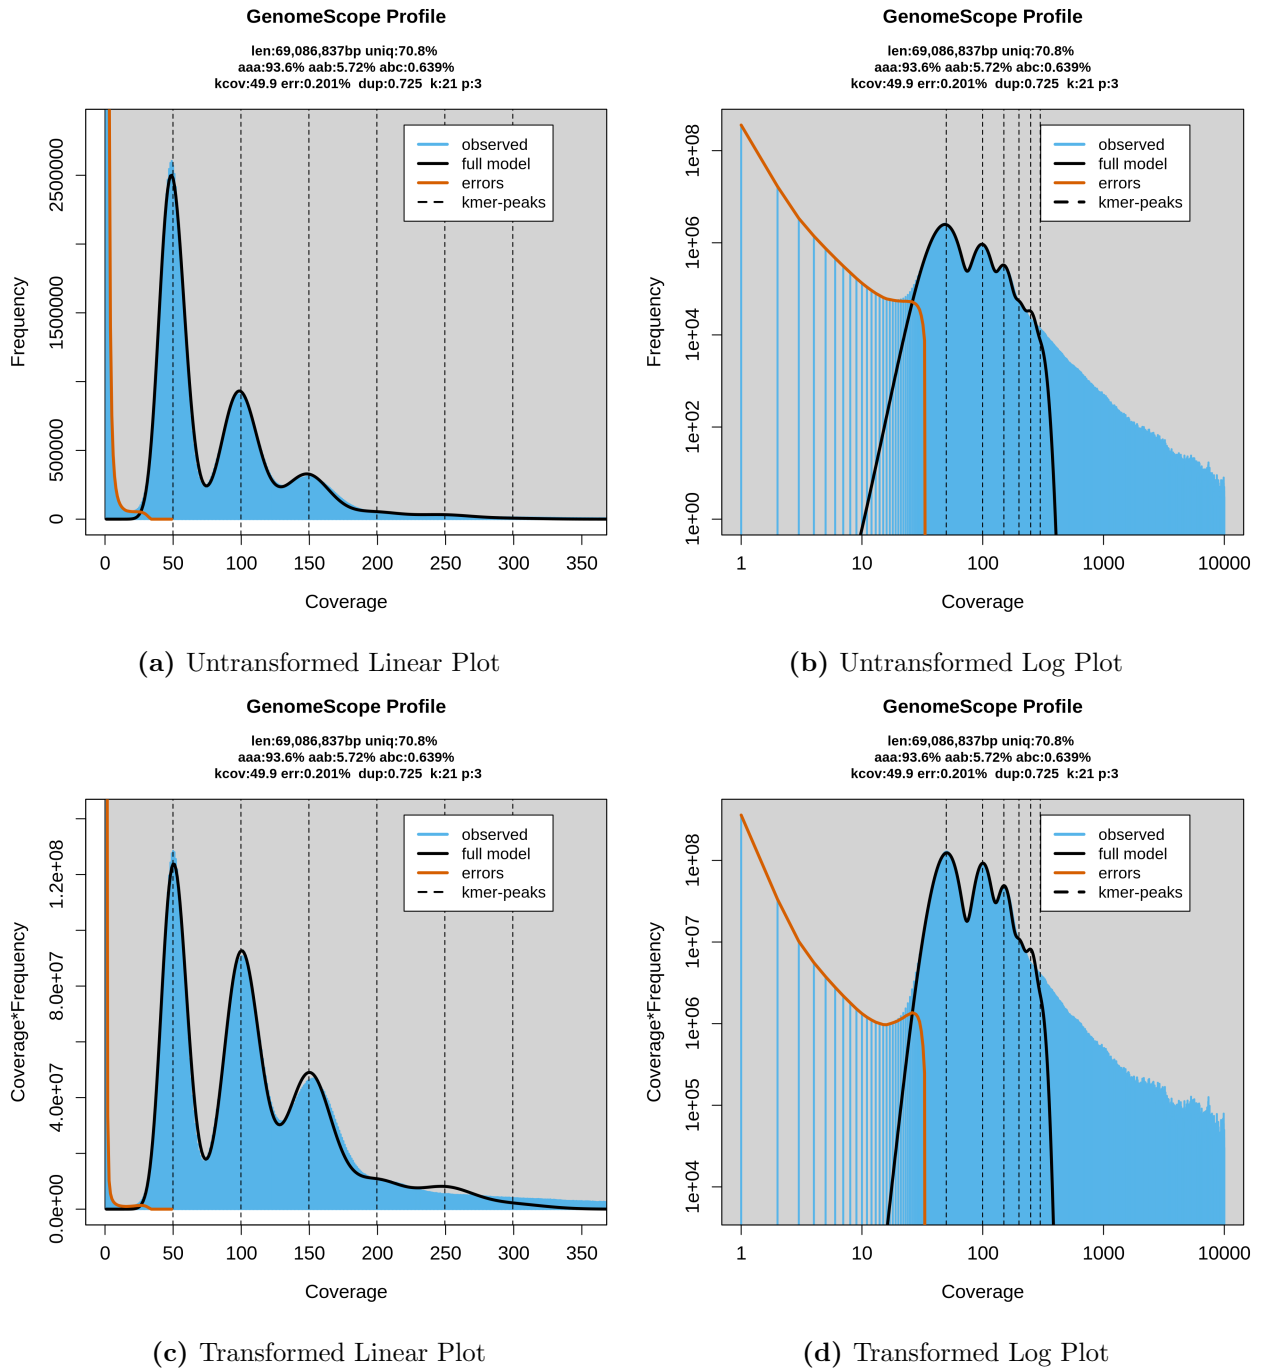 GenomeScope Profile
len:69,086,837bp uniq:70.8%
aaa:93.6% aab:5.72% abc:0.639%
kcov:49.9 err:0.201% dup:0.725 k:21 p:3
observed
full model
errors
kmer-peaks
Frequency
0
500000
1500000
2500000
0 50 100 150 200 250 300 350
Coverage
(a) Untransformed Linear Plot
GenomeScope Profile
len:69,086,837bp uniq:70.8%
aaa:93.6% aab:5.72% abc:0.639%
kcov:49.9 err:0.201% dup:0.725 k:21 p:3
observed
full model
errors
kmer-peaks
Frequency
1e+00
1e+02
1e+04
1e+06
1e+08
1 10 100 1000 10000
Coverage
(b) Untransformed Log Plot
GenomeScope Profile
len:69,086,837bp uniq:70.8%
aaa:93.6% aab:5.72% abc:0.639%
kcov:49.9 err:0.201% dup:0.725 k:21 p:3
observed
full model
errors
kmer-peaks
Coverage*Frequency
0.0e+00
4.0e+07
8.0e+07
1.2e+08
0 50 100 150 200 250 300 350
Coverage
(c) Transformed Linear Plot
GenomeScope Profile
len:69,086,837bp uniq:70.8%
aaa:93.6% aab:5.72% abc:0.639%
kcov:49.9 err:0.201% dup:0.725 k:21 p:3
observed
full model
errors
kmer-peaks
Coverage*Frequency
1e+04
1e+05
1e+06
1e+07
1e+08
1 10 100 1000 10000
Coverage
(d) Transformed Log Plot